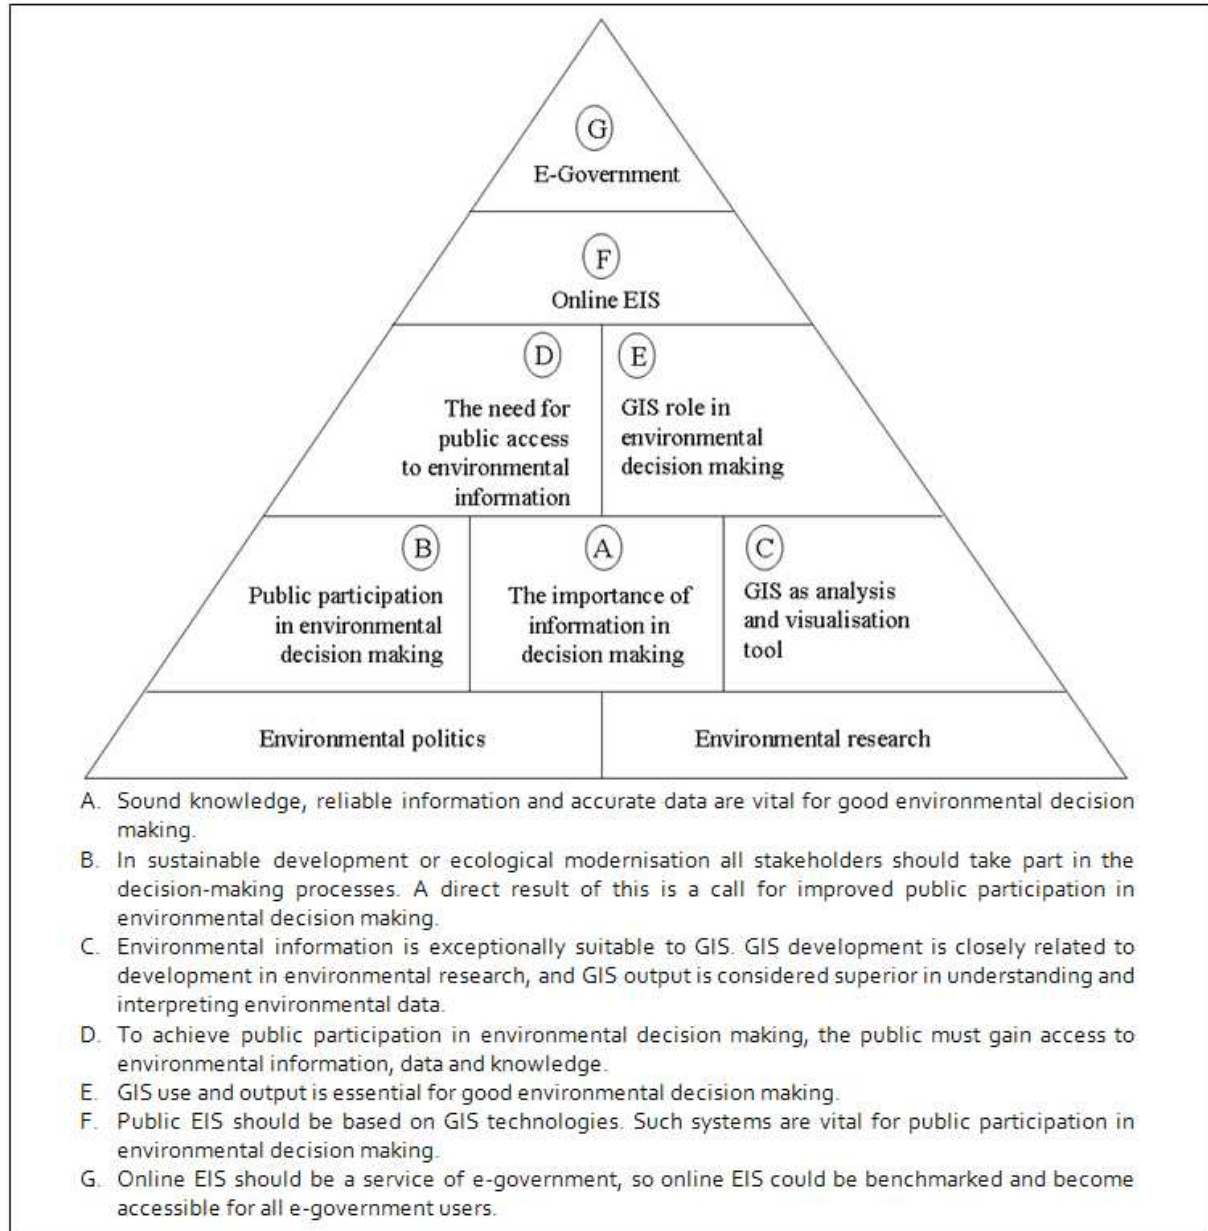 G
E-Government
F
Online EIS
D
The need for
public access
to environmental
information
E
GIS role in
environmental
decision making
B
Public participation
in environmental
decision making
A
The importance of
information in
decision making
C
GIS as analysis
and visualisation
tool
Environmental politics
Environmental research
A. Sound knowledge, reliable information and accurate data are vital for good environmental decision
making.
B. In sustainable development or ecological modernisation all stakeholders should take part in the
decision-making processes. A direct result of this is a call for improved public participation in
environmental decision making.
C. Environmental information is exceptionally suitable to GIS. GIS development is closely related to
development in environmental research, and GIS output is considered superior in understanding and
interpreting environmental data.
D. To achieve public participation in environmental decision making, the public must gain access to
environmental information, data and knowledge.
E. GIS use and output is essential for good environmental decision making.
F. Public EIS should be based on GIS technologies. Such systems are vital for public participation in
environmental decision making.
G. Online EIS should be a service of e-government, so online EIS could be benchmarked and become
accessible for all e-government users.